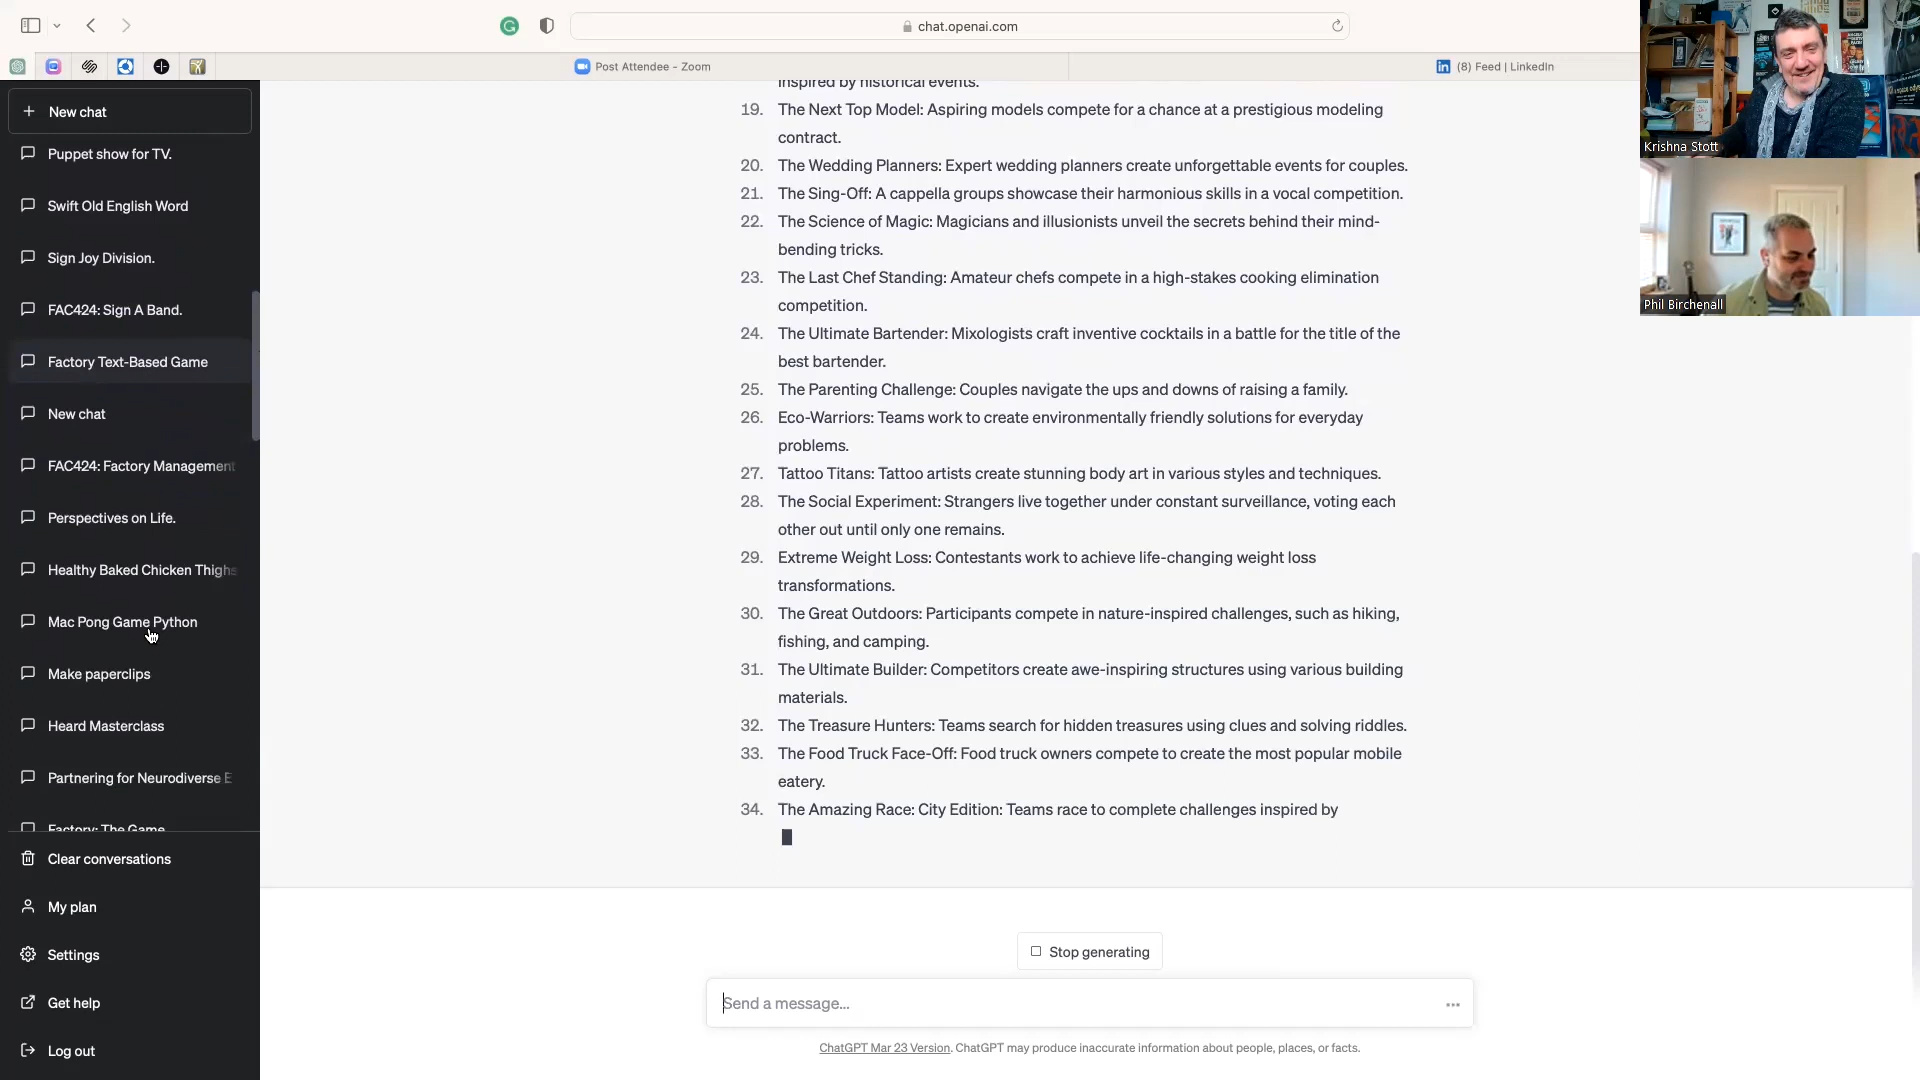 chat.openai.com
Post Attendee - Zoom
(8) Feed | LinkedIn
New chat
Puppet show for TV.
Swift Old English Word
Sign Joy Division.
FAC424: Sign A Band.
Factory Text-Based Game
New chat
FAC424: Factory Management
Perspectives on Life.
Healthy Baked Chicken Thighs
Mac Pong Game Python
Make paperclips
Heard Masterclass
Partnering for Neurodiverse E
Factory: The Game
Clear conversations
My plan
Settings
Get help
Log out
inspired by historical events.
19. The Next Top Model: Aspiring models compete for a chance at a prestigious modeling
contract.
20. The Wedding Planners: Expert wedding planners create unforgettable events for couples.
21. The Sing-Off: A cappella groups showcase their harmonious skills in a vocal competition.
22. The Science of Magic: Magicians and illusionists unveil the secrets behind their mind-
bending tricks.
23. The Last Chef Standing: Amateur chefs compete in a high-stakes cooking elimination
competition.
24. The Ultimate Bartender: Mixologists craft inventive cocktails in a battle for the title of the
best bartender.
25. The Parenting Challenge: Couples navigate the ups and downs of raising a family.
26. Eco-Warriors: Teams work to create environmentally friendly solutions for everyday
problems.
27. Tattoo Titans: Tattoo artists create stunning body art in various styles and techniques.
28. The Social Experiment: Strangers live together under constant surveillance, voting each
other out until only one remains.
29. Extreme Weight Loss: Contestants work to achieve life-changing weight loss
transformations.
30. The Great Outdoors: Participants compete in nature-inspired challenges, such as hiking,
fishing, and camping.
31. The Ultimate Builder: Competitors create awe-inspiring structures using various building
materials.
32. The Treasure Hunters: Teams search for hidden treasures using clues and solving riddles.
33. The Food Truck Face-Off: Food truck owners compete to create the most popular mobile
eatery.
34. The Amazing Race: City Edition: Teams race to complete challenges inspired by
Stop generating
Send a message...
ChatGPT Mar 23 Version. ChatGPT may produce inaccurate information about people, places, or facts.
Krishna Stott
Phil Birchenall